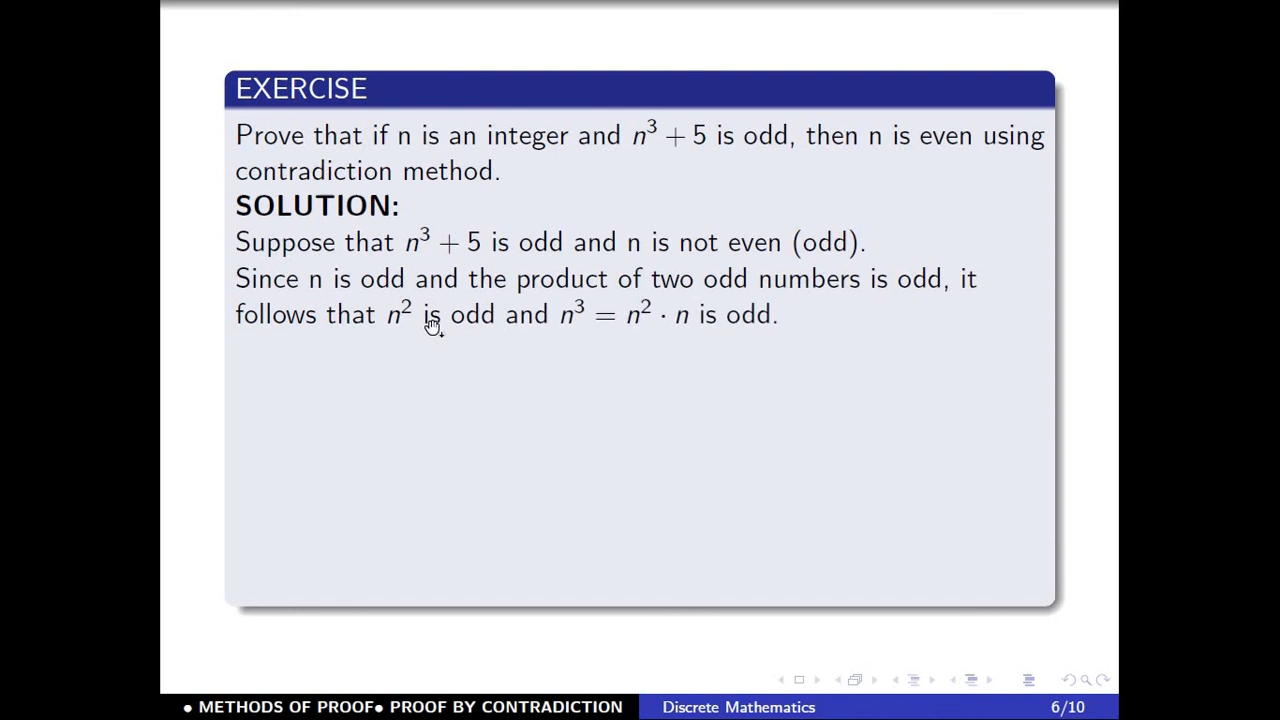 EXERCISE
Prove that if n is an integer and n³ + 5 is odd, then n is even using
contradiction method.
SOLUTION:
Suppose that n³ + 5 is odd and n is not even (odd).
Since n is odd and the product of two odd numbers is odd, it
follows that n² is odd and n³ = n² · n is odd.
• METHODS OF PROOF• PROOF BY CONTRADICTION
Discrete Mathematics
6/10